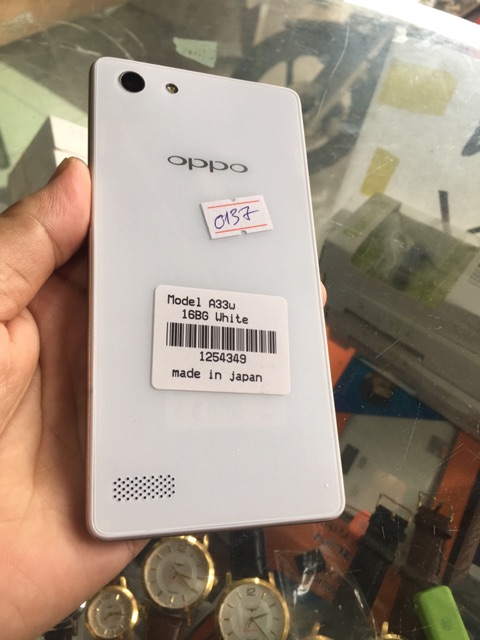 oppo
0137
Model A33w
16BG White
1254349
made in japan